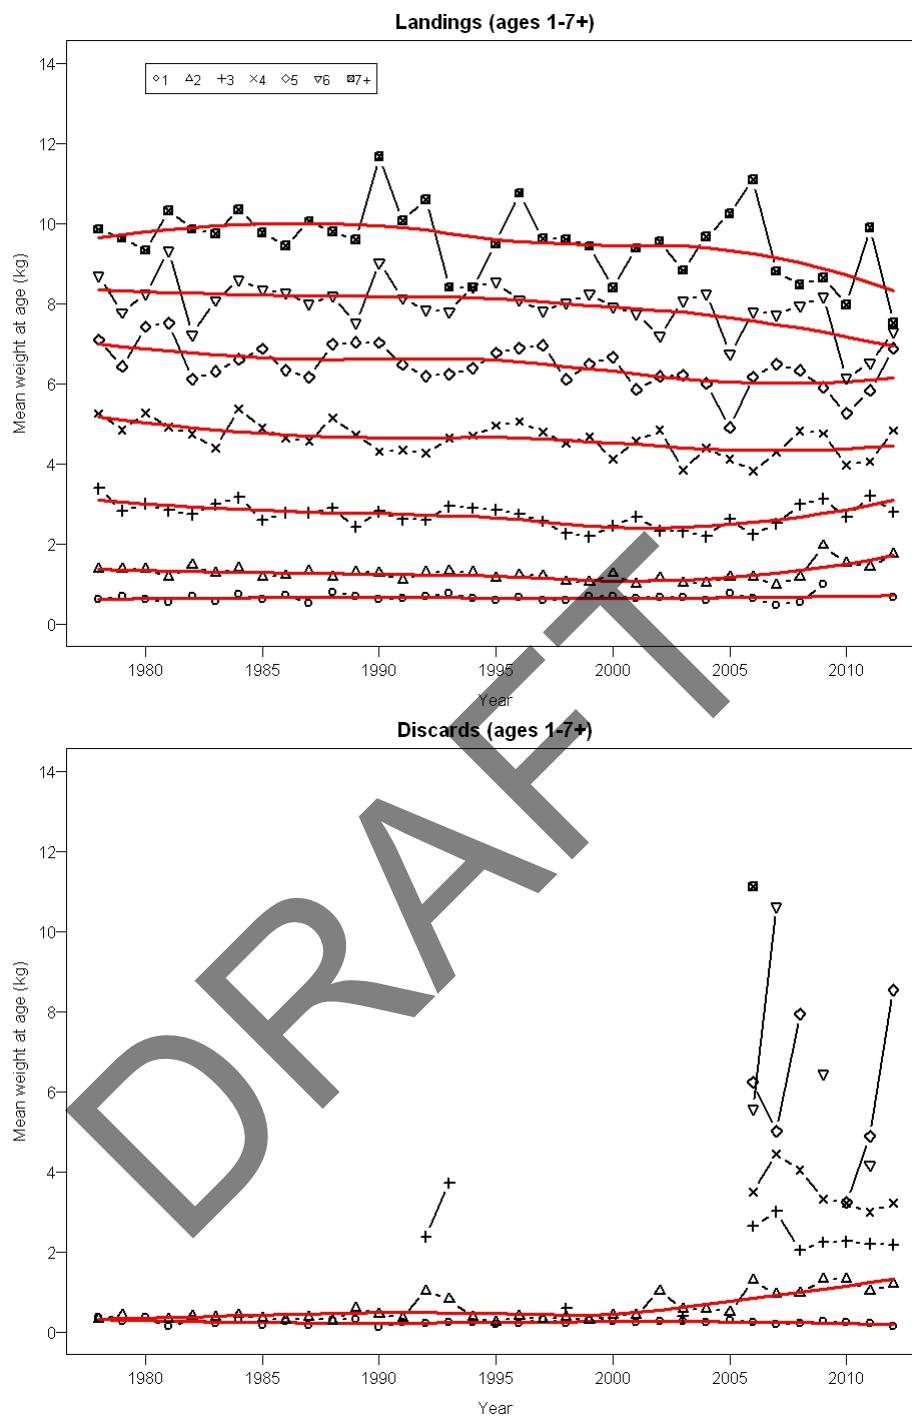 Landings (ages 1-7+)
14
12
10
8
6
4
2
0
Mean weight at age (kg)
1 2 3 4 5 6 7+
1980 1985 1990 1995 2000 2005 2010
Year
Discards (ages 1-7+)
14
12
10
8
6
4
2
0
Mean weight at age (kg)
1980 1985 1990 1995 2000 2005 2010
Year
DRAFT